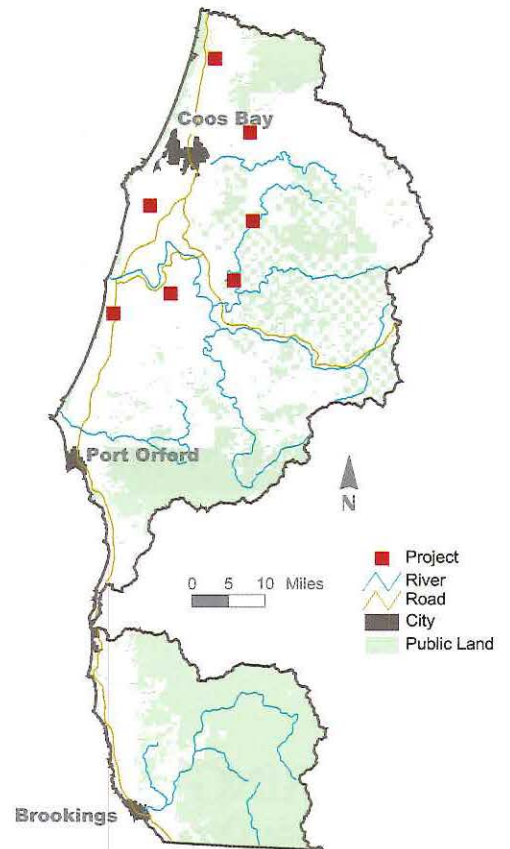 Coos Bay
Port Orford
N
0 5 10 Miles
Project
River
Road
City
Public Land
Brookings